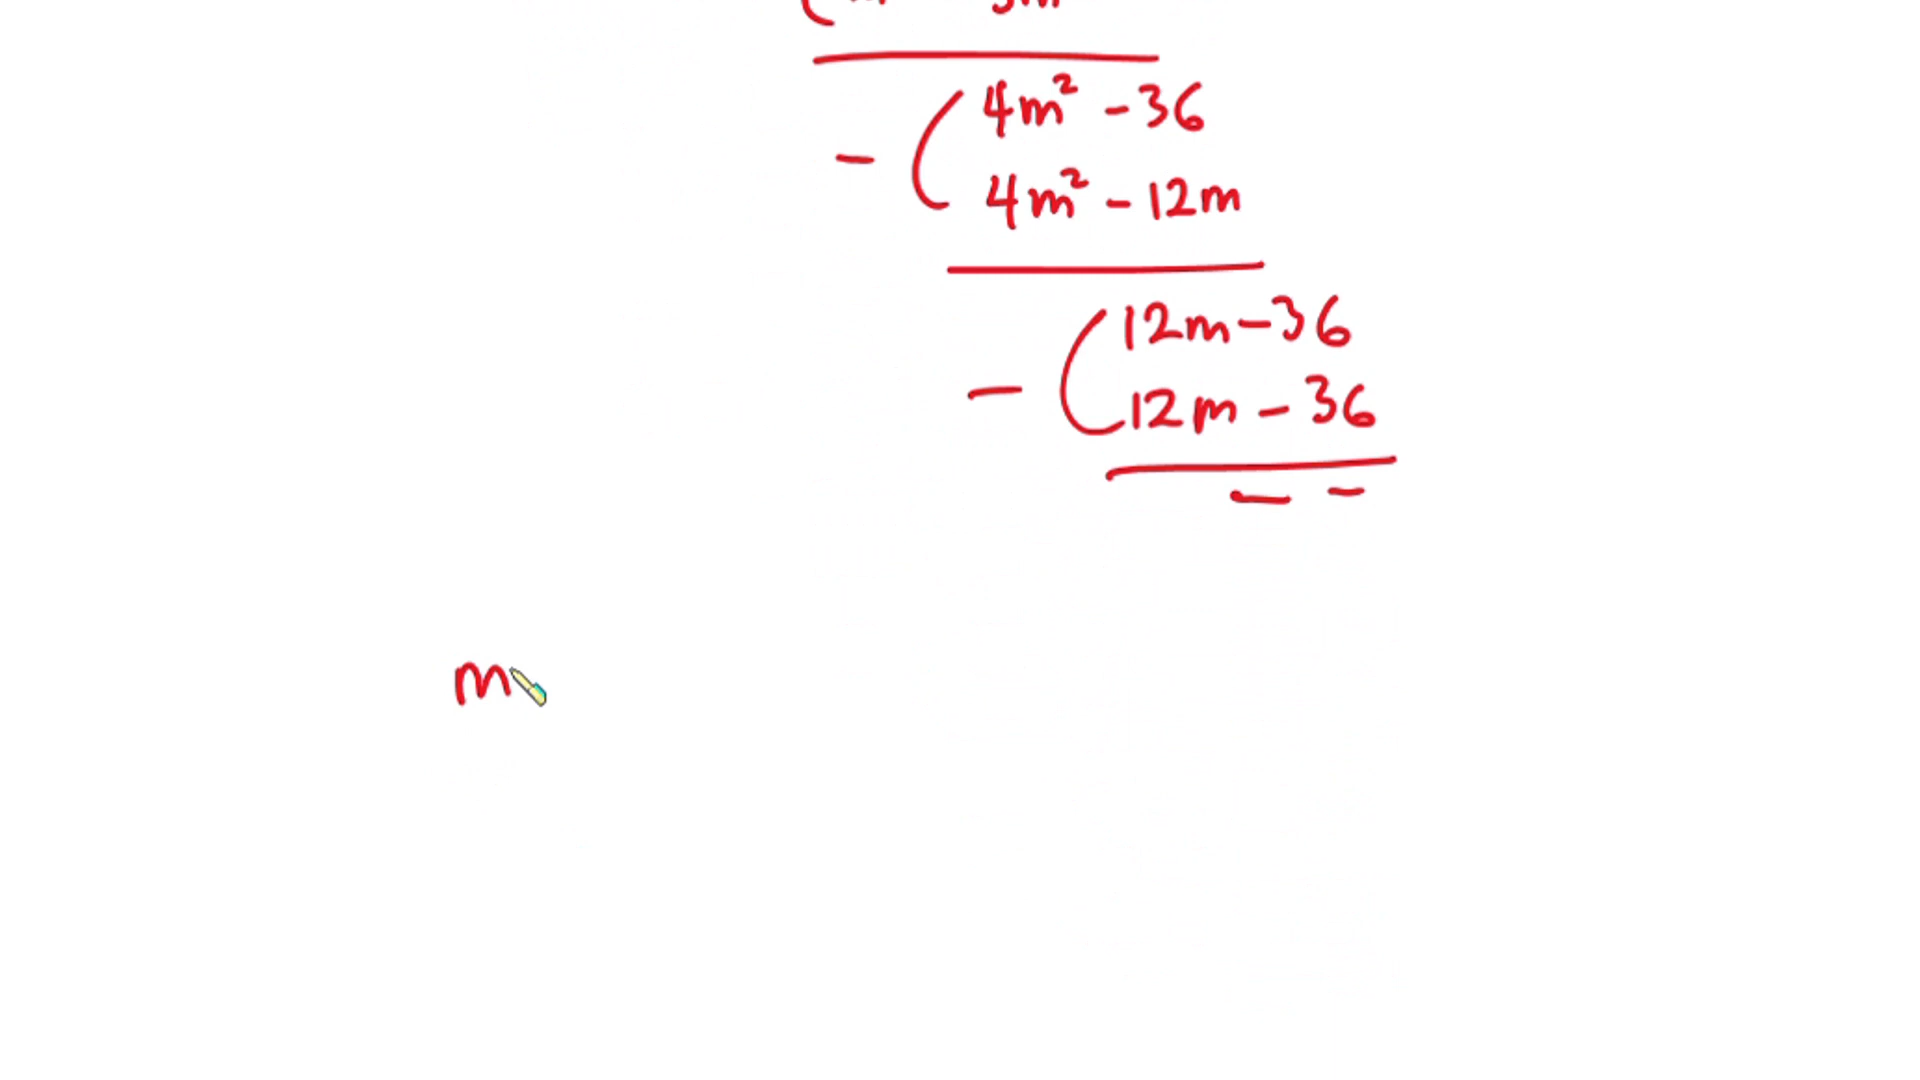 4m² - 36
- ( 4m² - 12m
12m - 36
- ( 12m - 36
- -
m